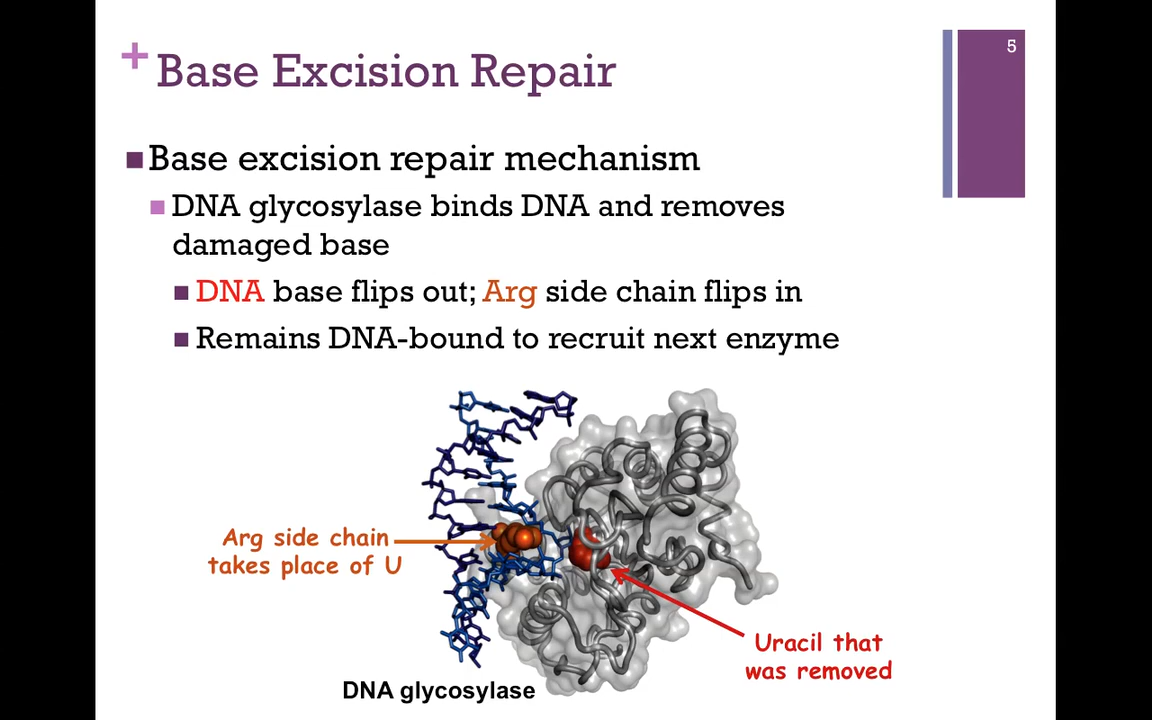 5
+ Base Excision Repair
Base excision repair mechanism
DNA glycosylase binds DNA and removes
damaged base
DNA base flips out; Arg side chain flips in
Remains DNA-bound to recruit next enzyme
Arg side chain
takes place of U
Uracil that
was removed
DNA glycosylase